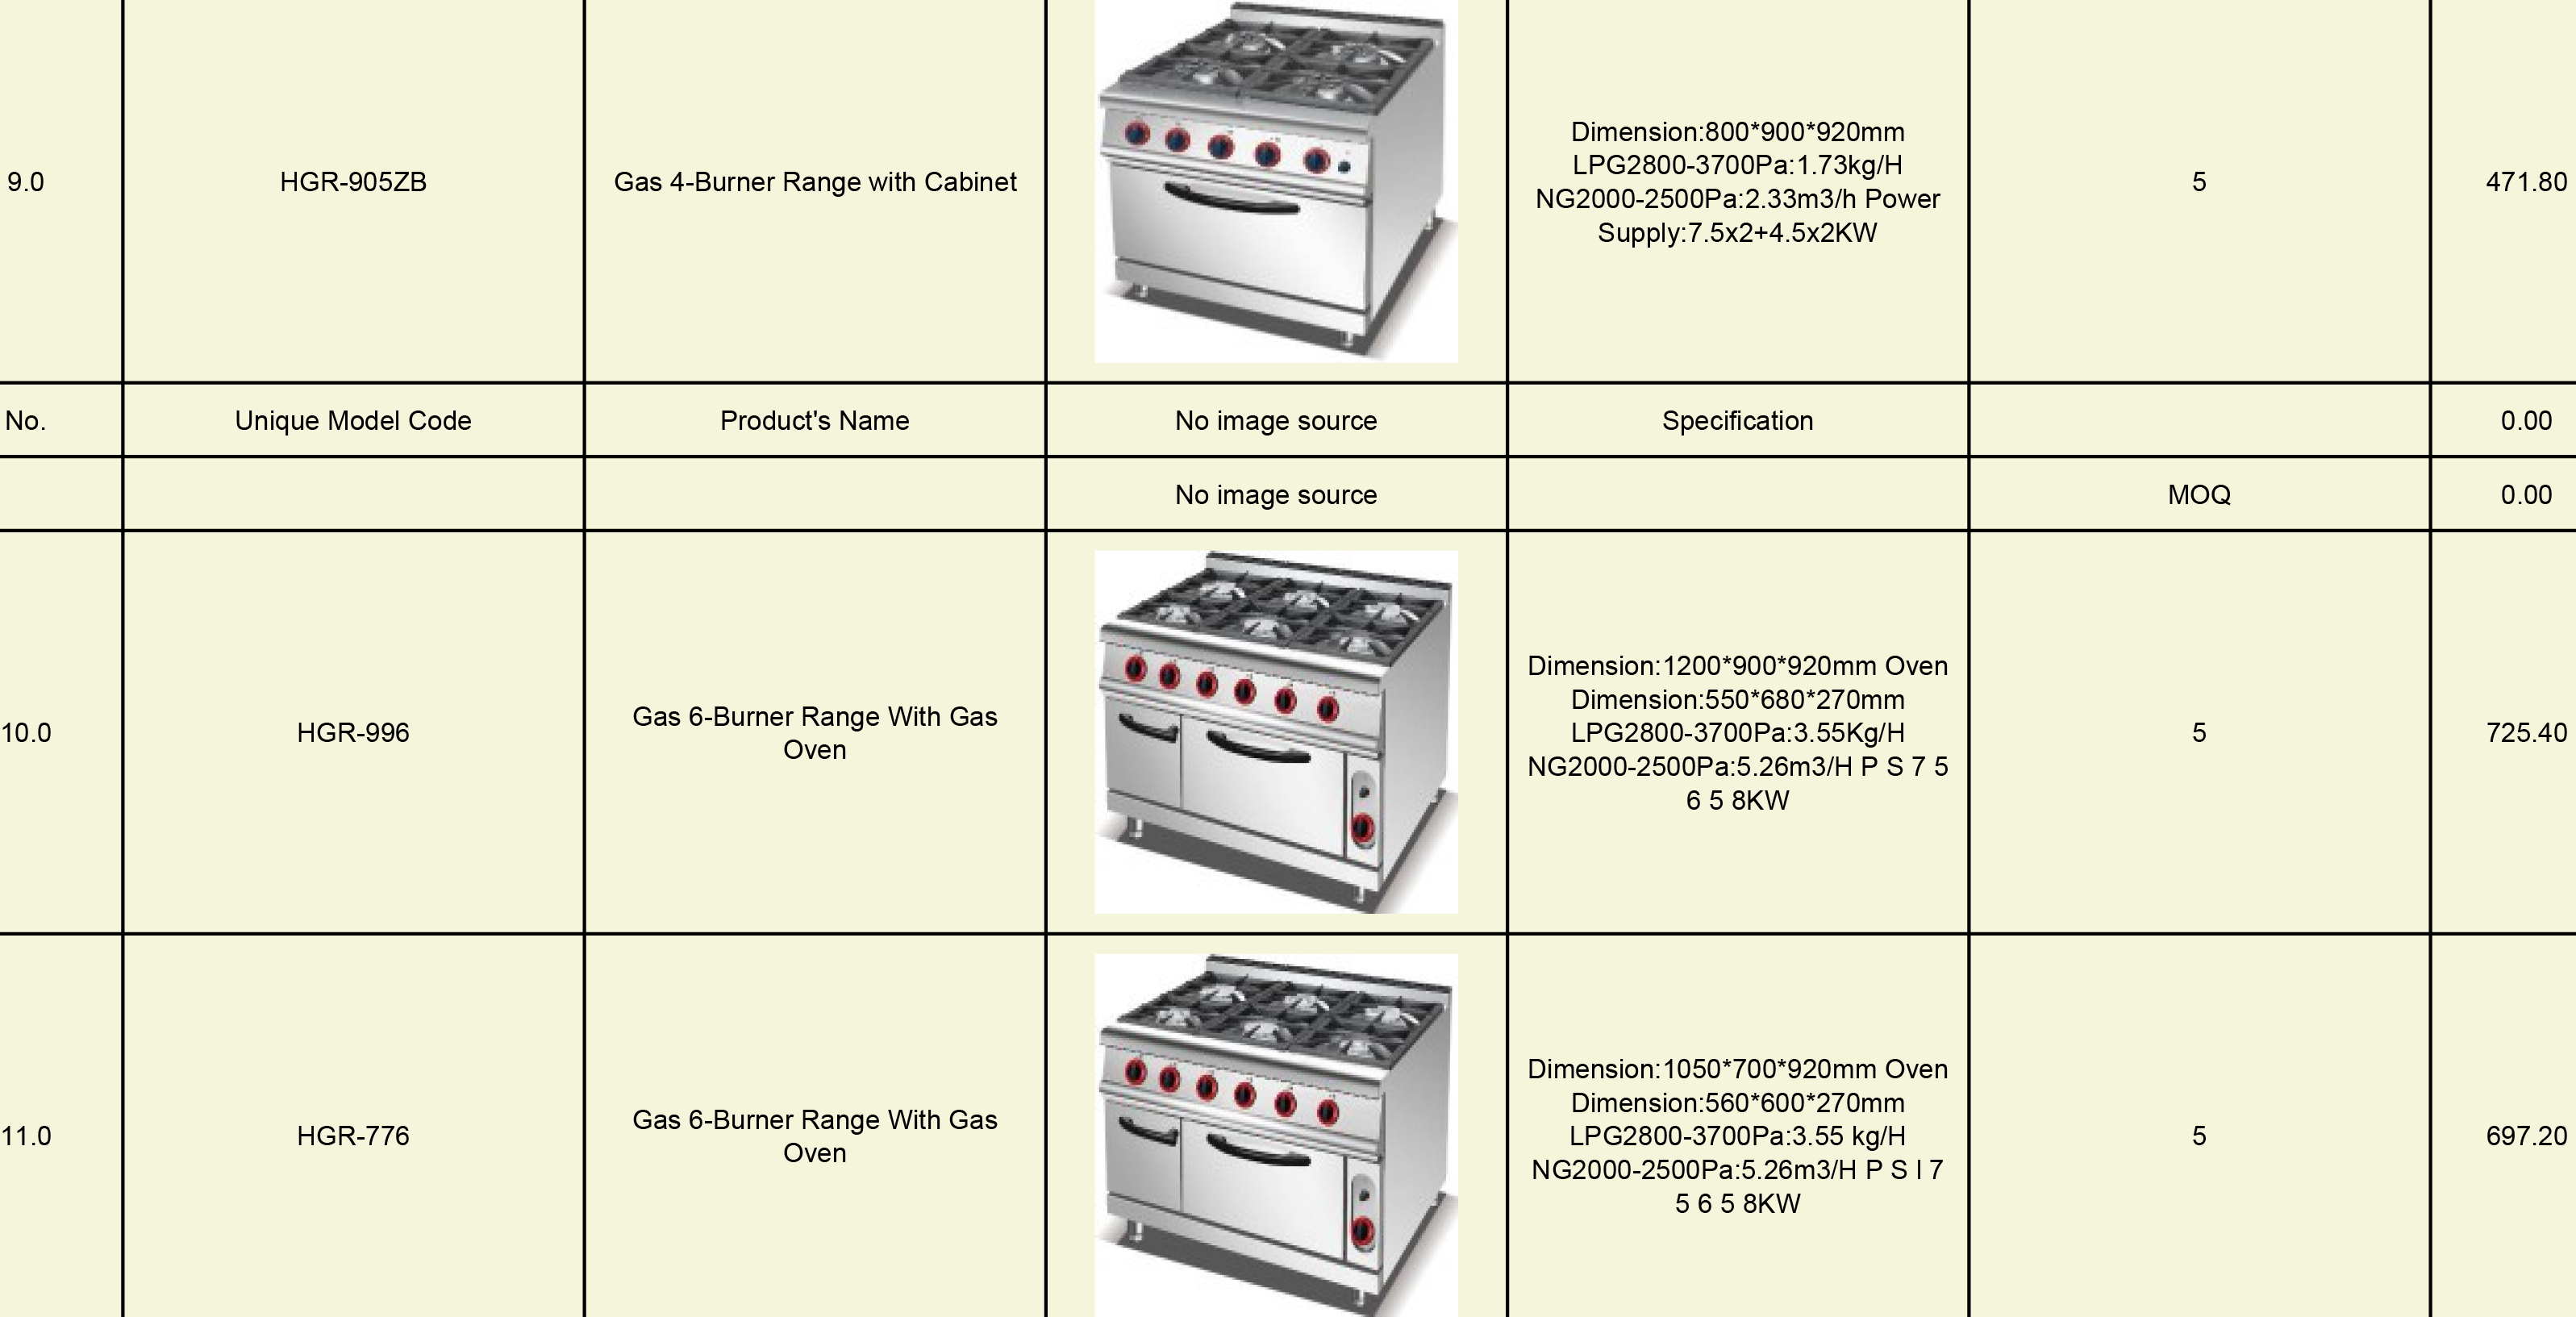 9.0
HGR-905ZB
Gas 4-Burner Range with Cabinet
Dimension:800*900*920mm
LPG2800-3700Pa:1.73kg/H
NG2000-2500Pa:2.33m3/h Power
Supply:7.5x2+4.5x2KW
5
471.80
No.
Unique Model Code
Product's Name
No image source
Specification
0.00
No image source
MOQ
0.00
10.0
HGR-996
Gas 6-Burner Range With Gas
Oven
Dimension:1200*900*920mm Oven
Dimension:550*680*270mm
LPG2800-3700Pa:3.55Kg/H
NG2000-2500Pa:5.26m3/H P S 7 5
6 5 8KW
5
725.40
11.0
HGR-776
Gas 6-Burner Range With Gas
Oven
Dimension:1050*700*920mm Oven
Dimension:560*600*270mm
LPG2800-3700Pa:3.55 kg/H
NG2000-2500Pa:5.26m3/H P S l 7
5 6 5 8KW
5
697.20